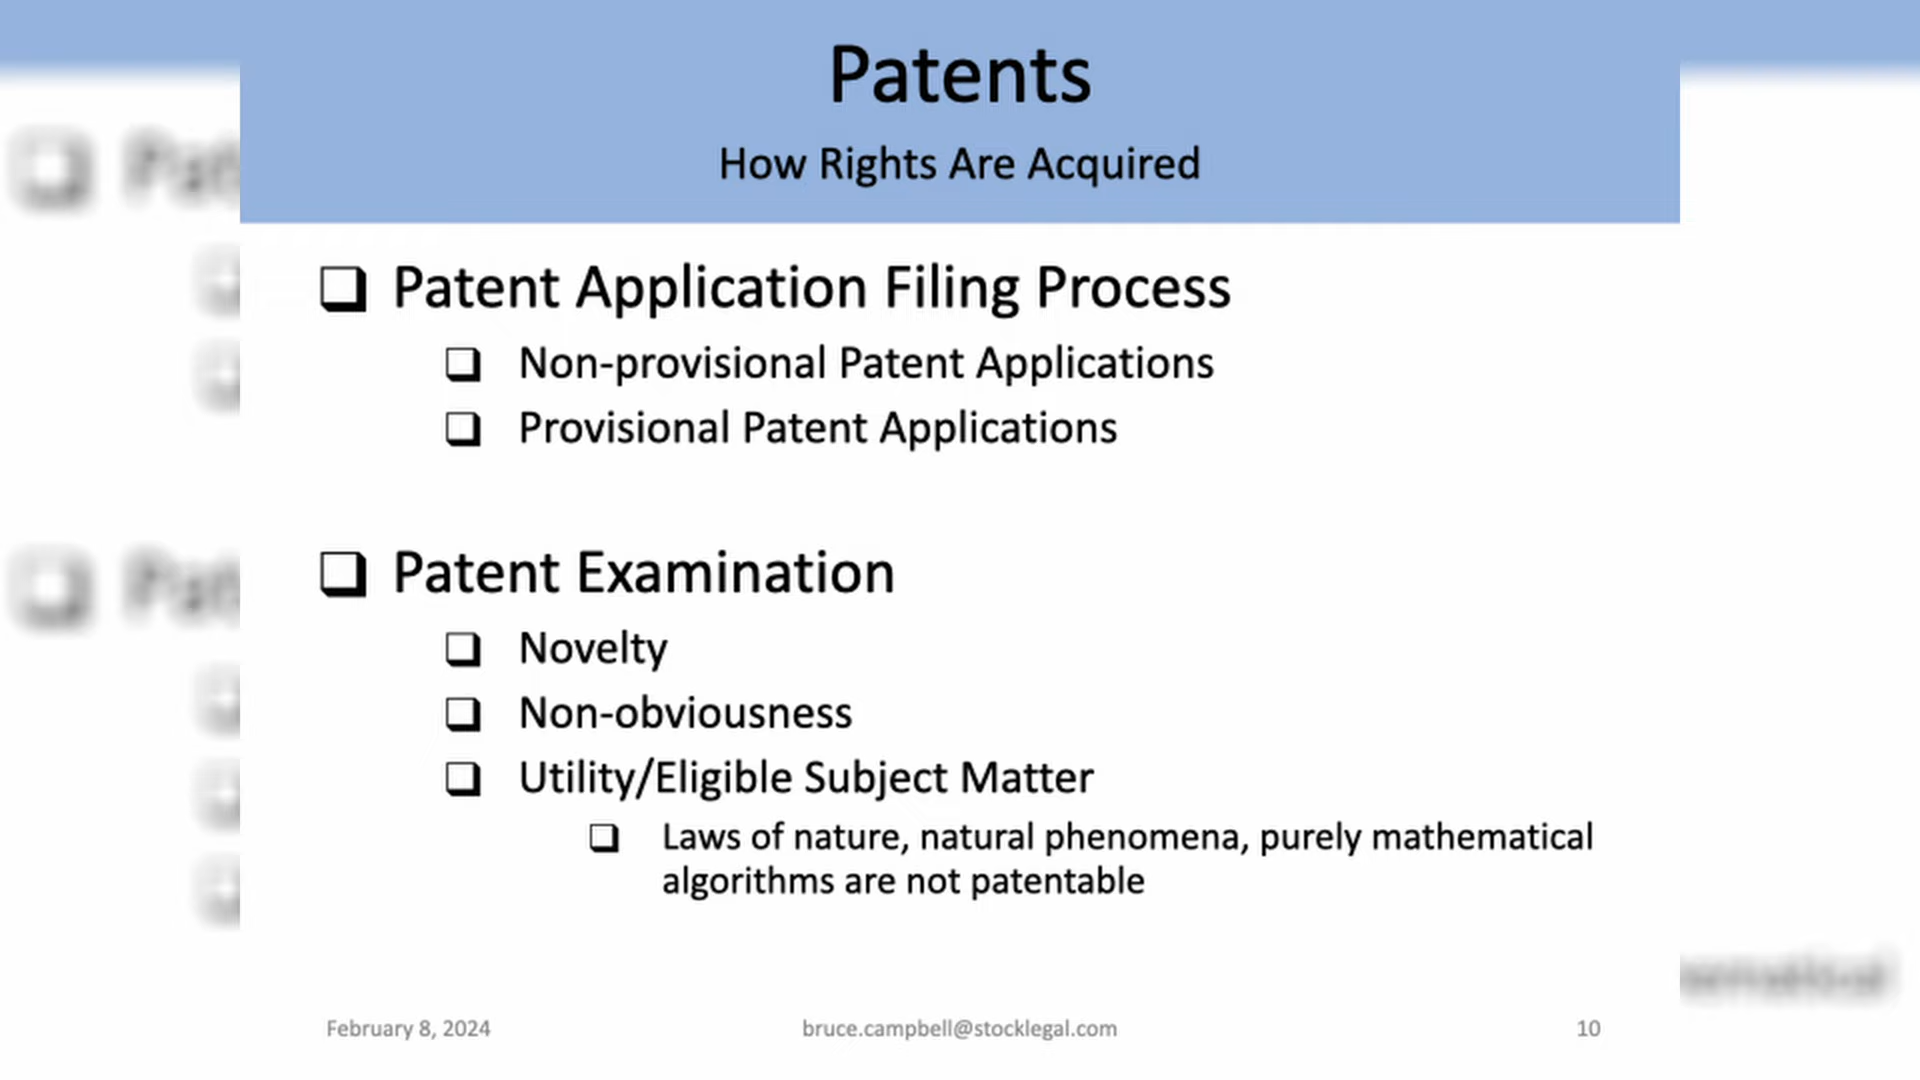 Patents
How Rights Are Acquired
Patent Application Filing Process
Non-provisional Patent Applications
Provisional Patent Applications
Patent Examination
Novelty
Non-obviousness
Utility/Eligible Subject Matter
Laws of nature, natural phenomena, purely mathematical
algorithms are not patentable
February 8, 2024
bruce.campbell@stocklegal.com
10